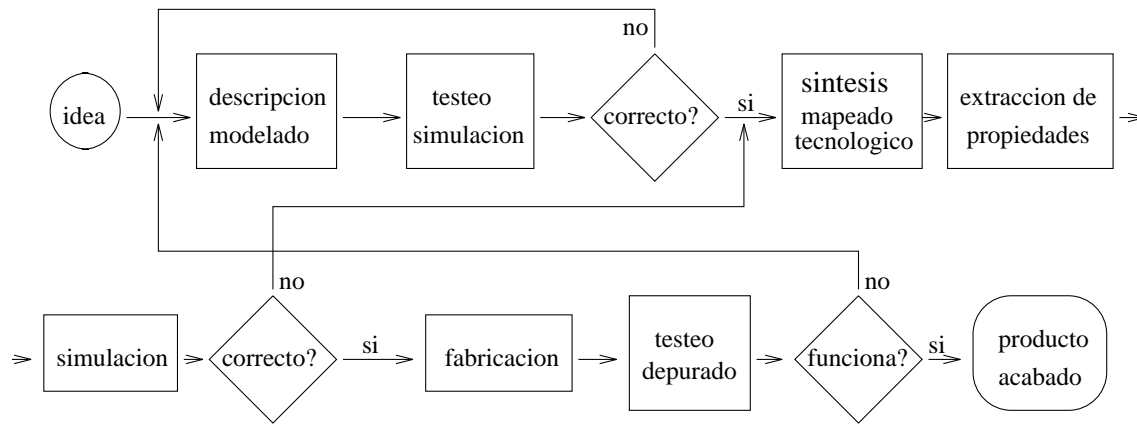 no
idea
descripcion
modelado
testeo
simulacion
correcto?
si
sintesis
mapeado
tecnologico
extraccion de
propiedades
no
no
simulacion
correcto?
si
fabricacion
testeo
depurado
funciona?
si
producto
acabado